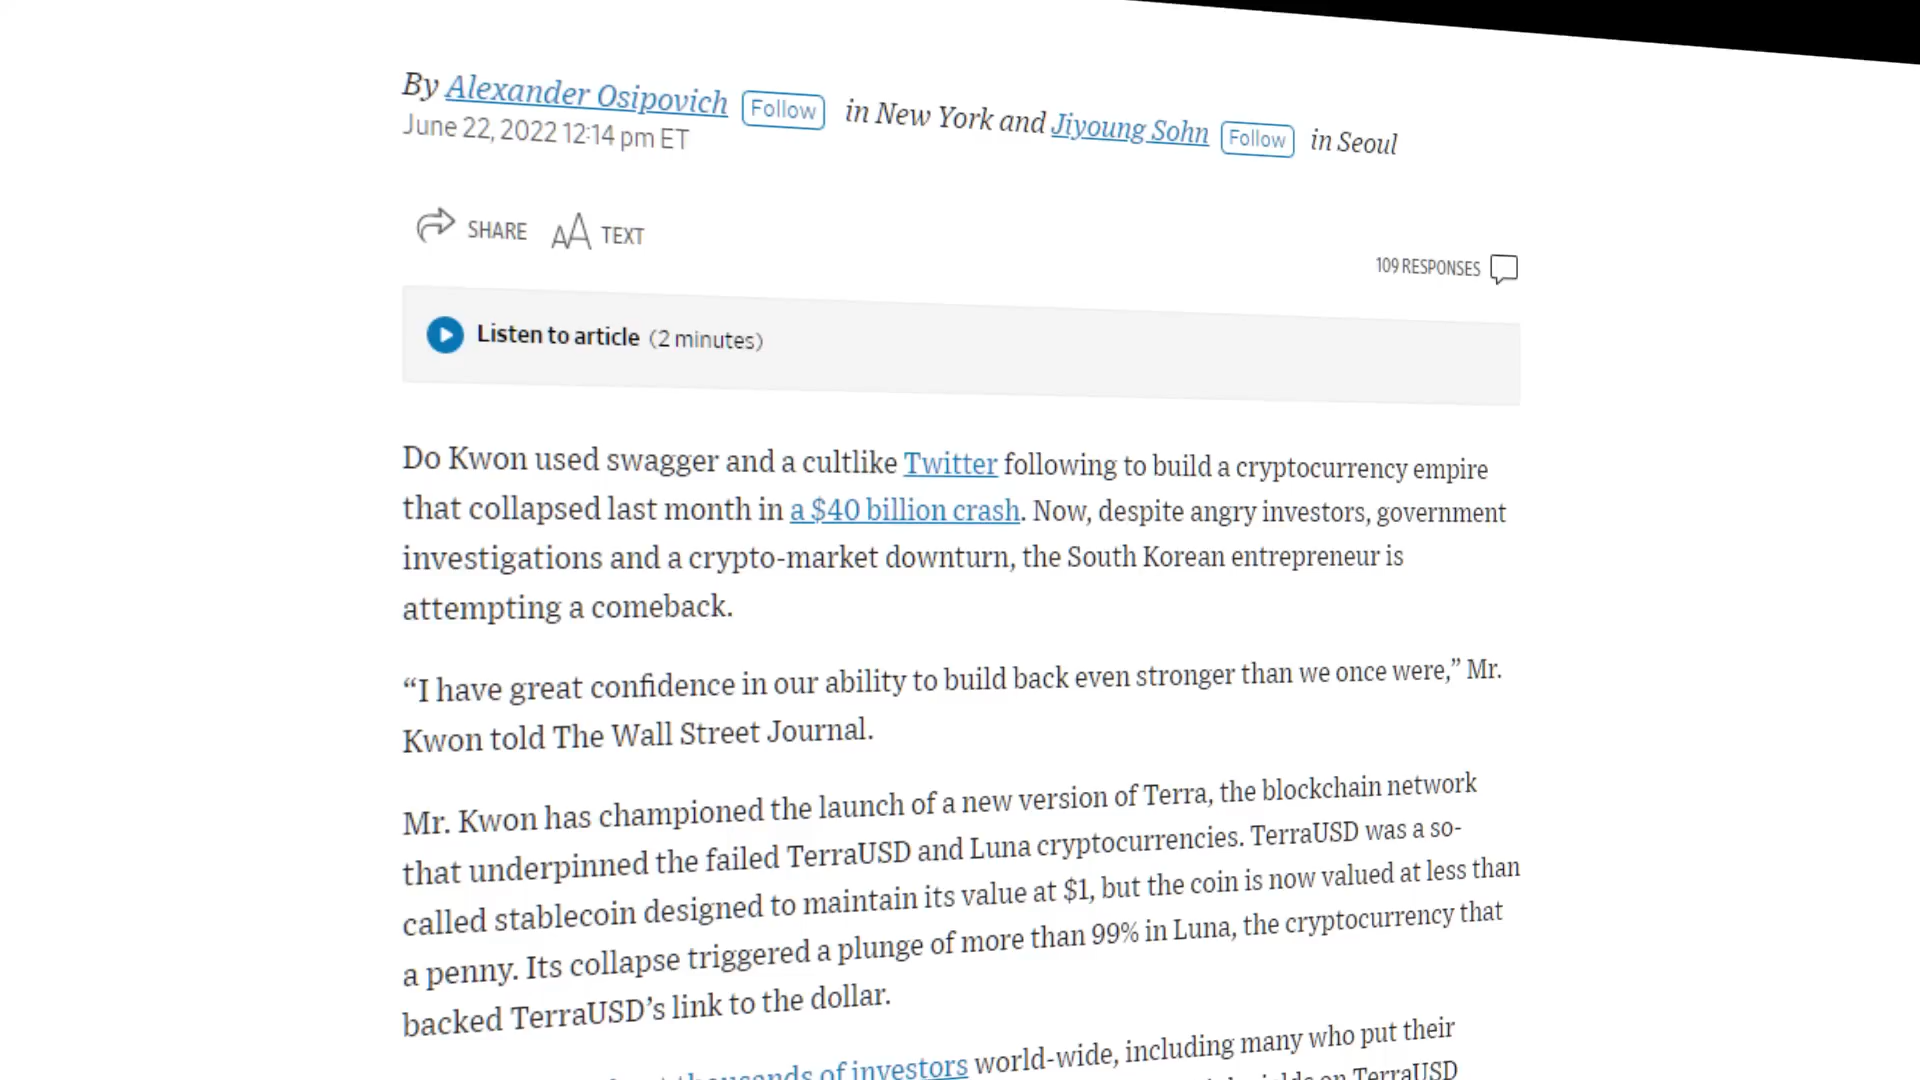 By Alexander Osipovich Follow in New York and Jiyoung Sohn Follow in Seoul
June 22, 2022 12:14 pm ET
SHARE AA TEXT
109 RESPONSES
Listen to article (2 minutes)
Do Kwon used swagger and a cultlike Twitter following to build a cryptocurrency empire
that collapsed last month in a $40 billion crash. Now, despite angry investors, government
investigations and a crypto-market downturn, the South Korean entrepreneur is
attempting a comeback.
“I have great confidence in our ability to build back even stronger than we once were,” Mr.
Kwon told The Wall Street Journal.
Mr. Kwon has championed the launch of a new version of Terra, the blockchain network
that underpinned the failed TerraUSD and Luna cryptocurrencies. TerraUSD was a so-
called stablecoin designed to maintain its value at $1, but the coin is now valued at less than
a penny. Its collapse triggered a plunge of more than 99% in Luna, the cryptocurrency that
backed TerraUSD’s link to the dollar.
thousands of investors world-wide, including many who put their
on TerraUSD